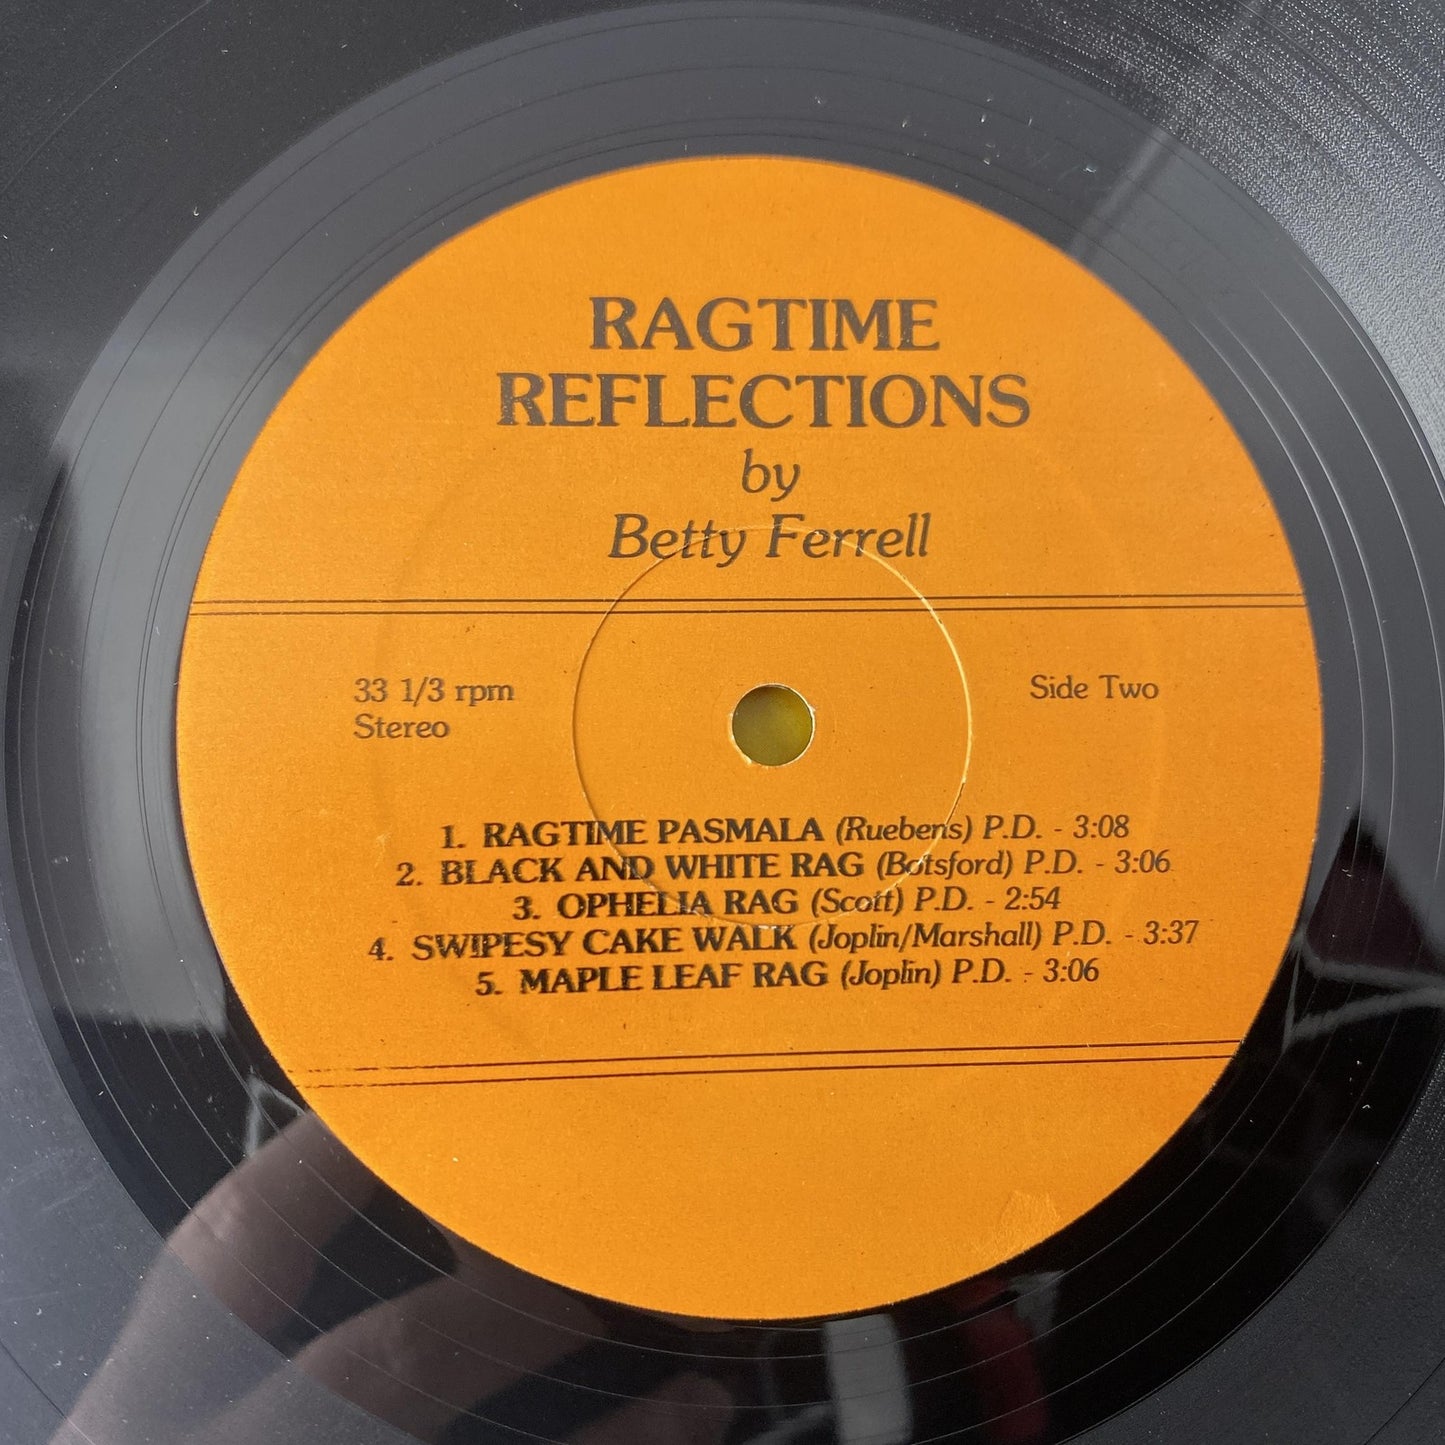 RAGTIME
REFLECTIONS
by
Betty Ferrell
33 1/3 rpm
Stereo
Side Two
1. RAGTIME PASMALA (Ruebens) P.D. - 3:08
2. BLACK AND WHITE RAG (Botsford) P.D. - 3:06
3. OPHELIA RAG (Scott) P.D. - 2:54
4. SWIPESY CAKE WALK (Joplin/Marshall) P.D. - 3:37
5. MAPLE LEAF RAG (Joplin) P.D. - 3:06